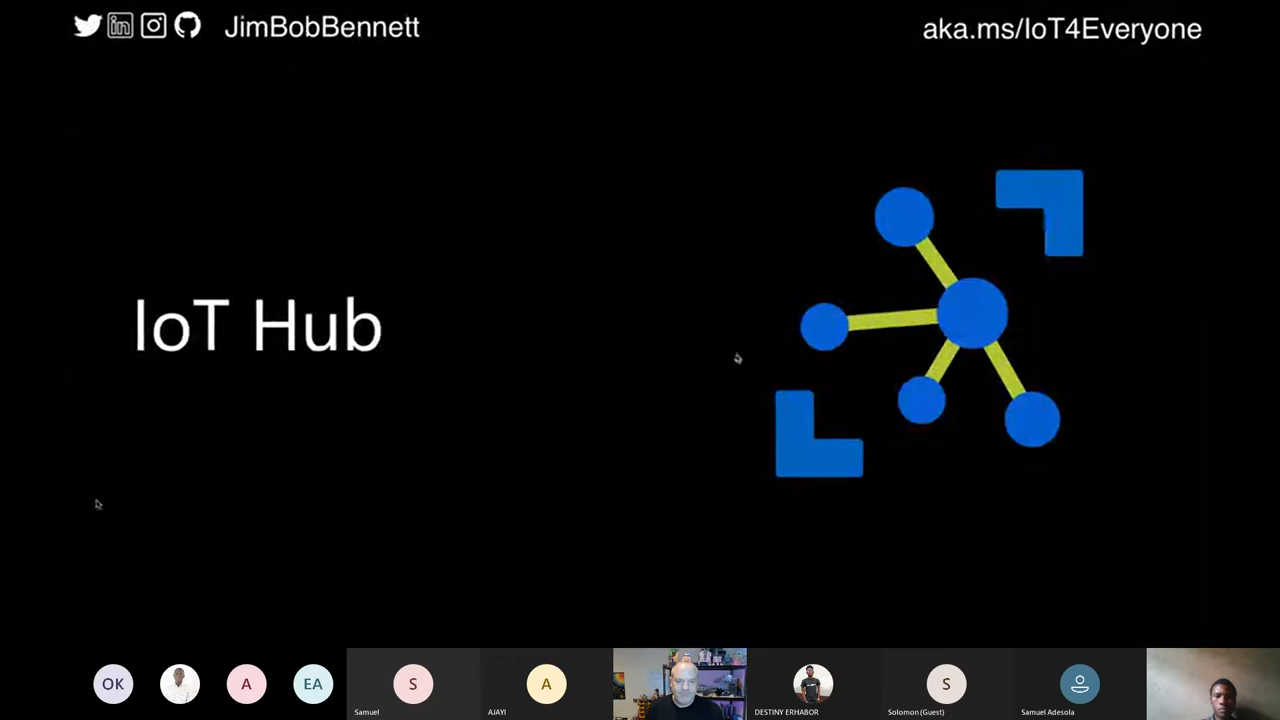 JimBobBennett
aka.ms/IoT4Everyone
IoT Hub
OK
A
EA
S
A
S
Samuel
AJAYI
DESTINY ERHABOR
Solomon (Guest)
Samuel Adesola